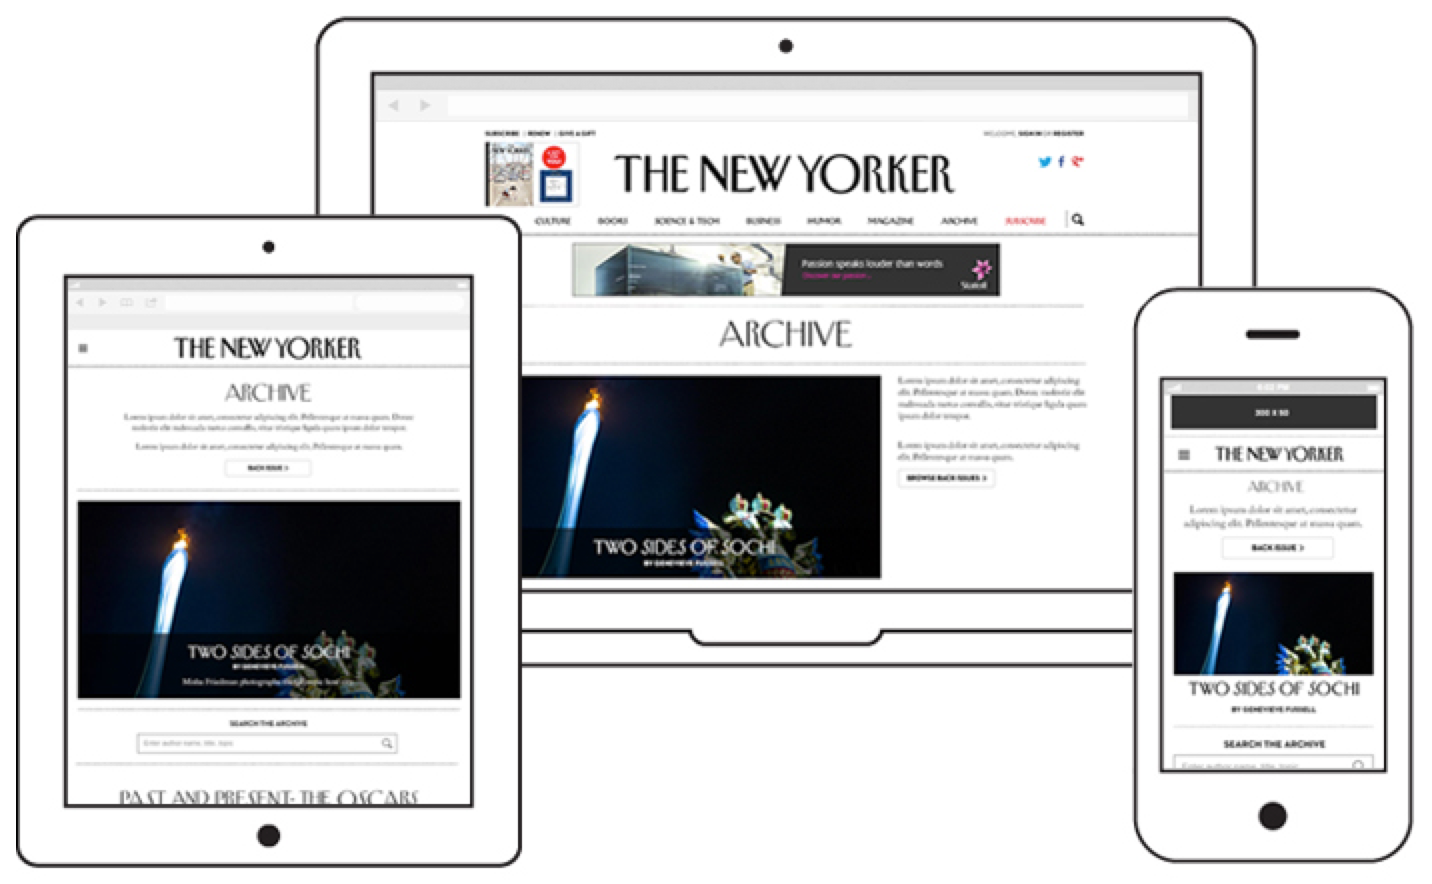 SUBSCRIBE | RENEW | GIVE A GIFT
WELCOME, SIGN IN OR REGISTER
THE NEW YORKER
CULTURE BOOKS SCIENCE & TECH BUSINESS HUMOR MAGAZINE ARCHIVE SUBSCRIBE
Passion speaks louder than words
Discover our passion...
Statoil
ARCHIVE
Lorem ipsum dolor sit amet, consectetur adipiscing
elit. Pellentesque at massa quam. Donec molestie elit
malesuada metus convallis, vitae tristique ligula quam
ipsum dolor tempor.
Lorem ipsum dolor sit amet, consectetur adipiscing
elit. Pellentesque at massa quam.
BROWSE BACK ISSUES >
TWO SIDES OF SOCHI
BY GENEVIEVE FUSSELL
THE NEW YORKER
ARCHIVE
Lorem ipsum dolor sit amet, consectetur adipiscing elit. Pellentesque at massa quam. Donec
molestie elit malesuada metus convallis, vitae tristique ligula quam ipsum dolor tempor.
Lorem ipsum dolor sit amet, consectetur adipiscing elit. Pellentesque at massa quam.
BACK ISSUE >
TWO SIDES OF SOCHI
BY GENEVIEVE FUSSELL
Misha Friedman photographs
SEARCH THE ARCHIVE
Enter author name, title, topic
PAST AND PRESENT: THE OSCARS
300 X 50
THE NEW YORKER
ARCHIVE
Lorem ipsum dolor sit amet, consectetur
adipiscing elit. Pellentesque at massa quam.
BACK ISSUE >
TWO SIDES OF SOCHI
BY GENEVIEVE FUSSELL
SEARCH THE ARCHIVE
Enter author name, title, topic